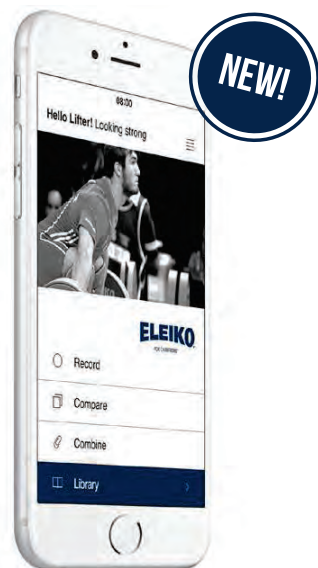 NEW!
08:00
Hello Lifter! Looking strong
ELEIKO
Record
Compare
Combine
Library